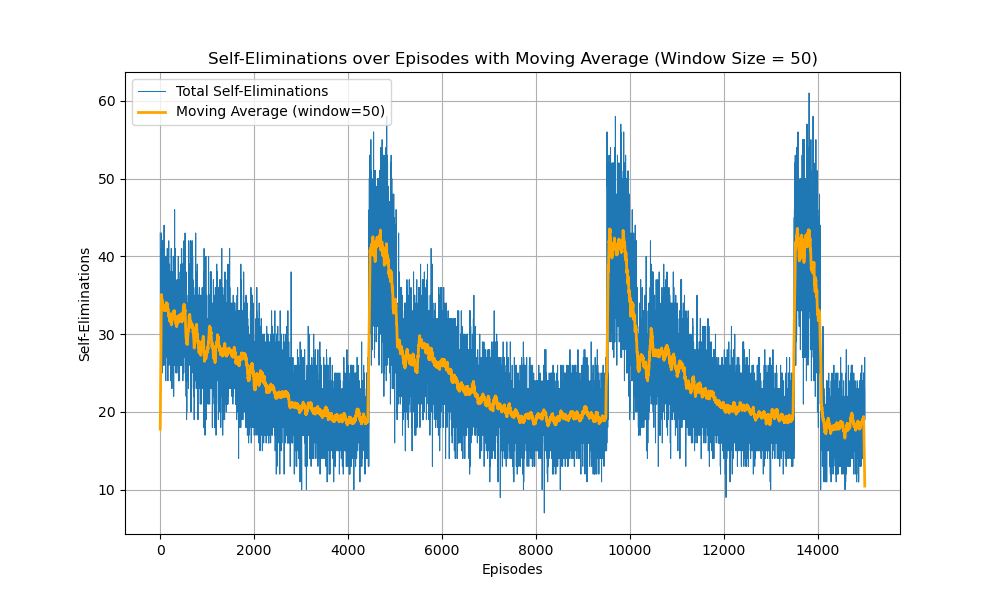 Self-Eliminations over Episodes with Moving Average (Window Size = 50)
Total Self-Eliminations
Moving Average (window=50)
60
50
40
30
20
10
Self-Eliminations
0
2000
4000
6000
8000
10000
12000
14000
Episodes